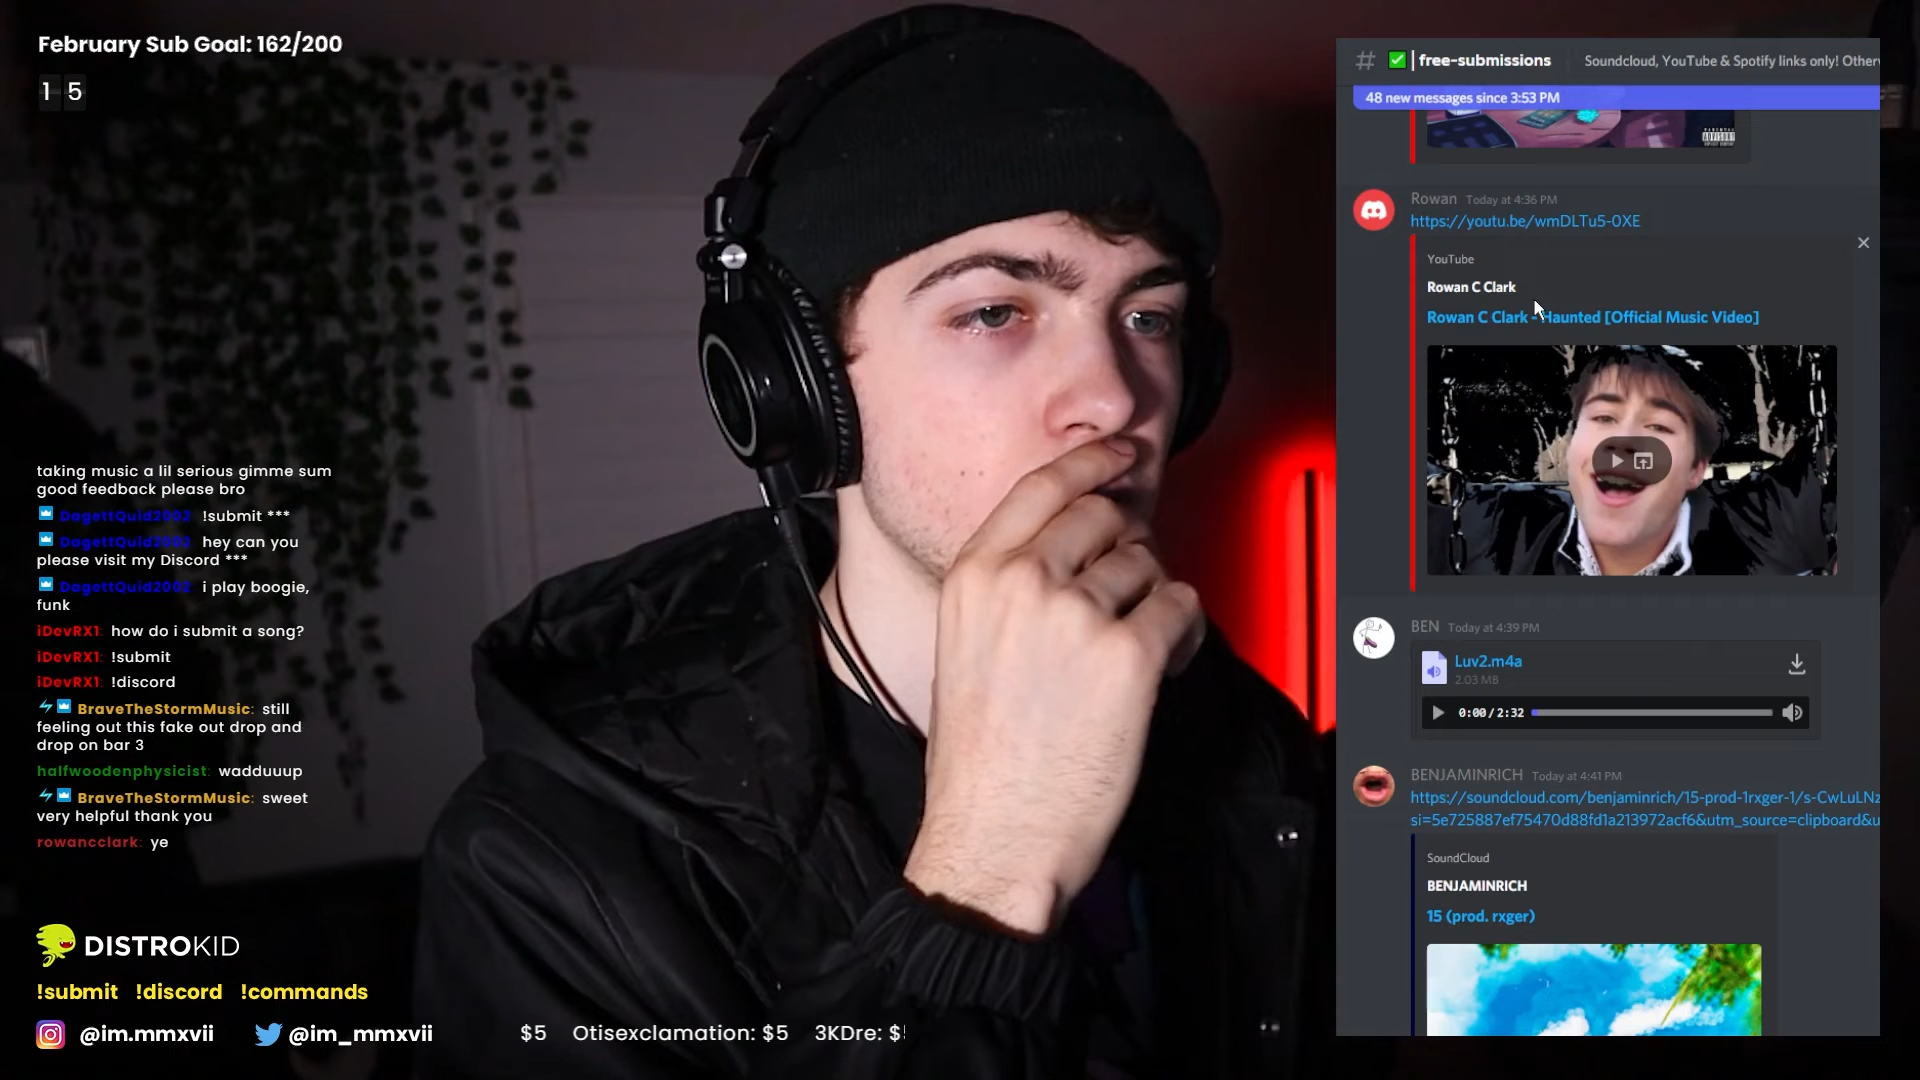 February Sub Goal: 162/200
15
taking music a lil serious gimme sum
good feedback please bro
DagettQuid2002 !submit ***
DagettQuid2002 hey can you
please visit my Discord ***
DagettQuid2002 i play boogie,
funk
iDevRX1: how do i submit a song?
iDevRX1: !submit
iDevRX1: !discord
BraveTheStormMusic: still
feeling out this fake out drop and
drop on bar 3
halfwoodenphysicist: wadduuup
BraveTheStormMusic: sweet
very helpful thank you
rowancclark: ye
DISTROKID
!submit !discord !commands
@im.mmxvii @im_mmxvii
$5 Otisexclamation: $5 3KDre: $
# | free-submissions Soundcloud, YouTube & Spotify links only! Other
48 new messages since 3:53 PM
ADVISORY
Rowan Today at 4:36 PM
https://youtu.be/wmDLTu5-0XE
YouTube
Rowan C Clark
Rowan C Clark - Haunted [Official Music Video]
BEN Today at 4:39 PM
Luv2.m4a
2.03 MB
0:00 / 2:32
BENJAMINRICH Today at 4:41 PM
https://soundcloud.com/benjaminrich/15-prod-1rxger-1/s-CwLuLNz
si=5e725887ef75470d88fd1a213972acf6&utm_source=clipboard&u
SoundCloud
BENJAMINRICH
15 (prod. rxger)